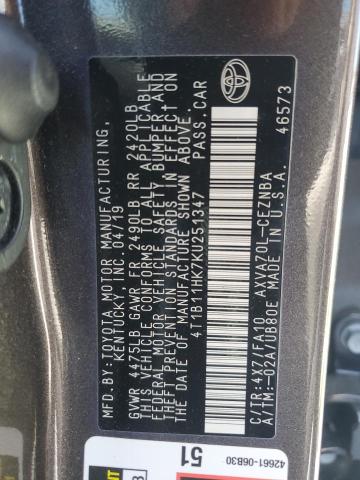 MFD. BY: TOYOTA MOTOR MANUFACTURING,
KENTUCKY, INC. 04/19
GVWR 4475LB GAWR FR 2490LB RR 2420LB
THIS VEHICLE CONFORMS TO ALL APPLICABLE
FEDERAL MOTOR VEHICLE SAFETY, BUMPER, AND
THEFT PREVENTION STANDARDS IN EFFECT ON
THE DATE OF MANUFACTURE SHOWN ABOVE.
4T1B11HK7KU251347 PASS.CAR
C/TR:4X7/FA10 AXVA70L-CEZNBA
A/TM:-02A/UB80E MADE IN U.S.A. 46573
42661-06B30
51